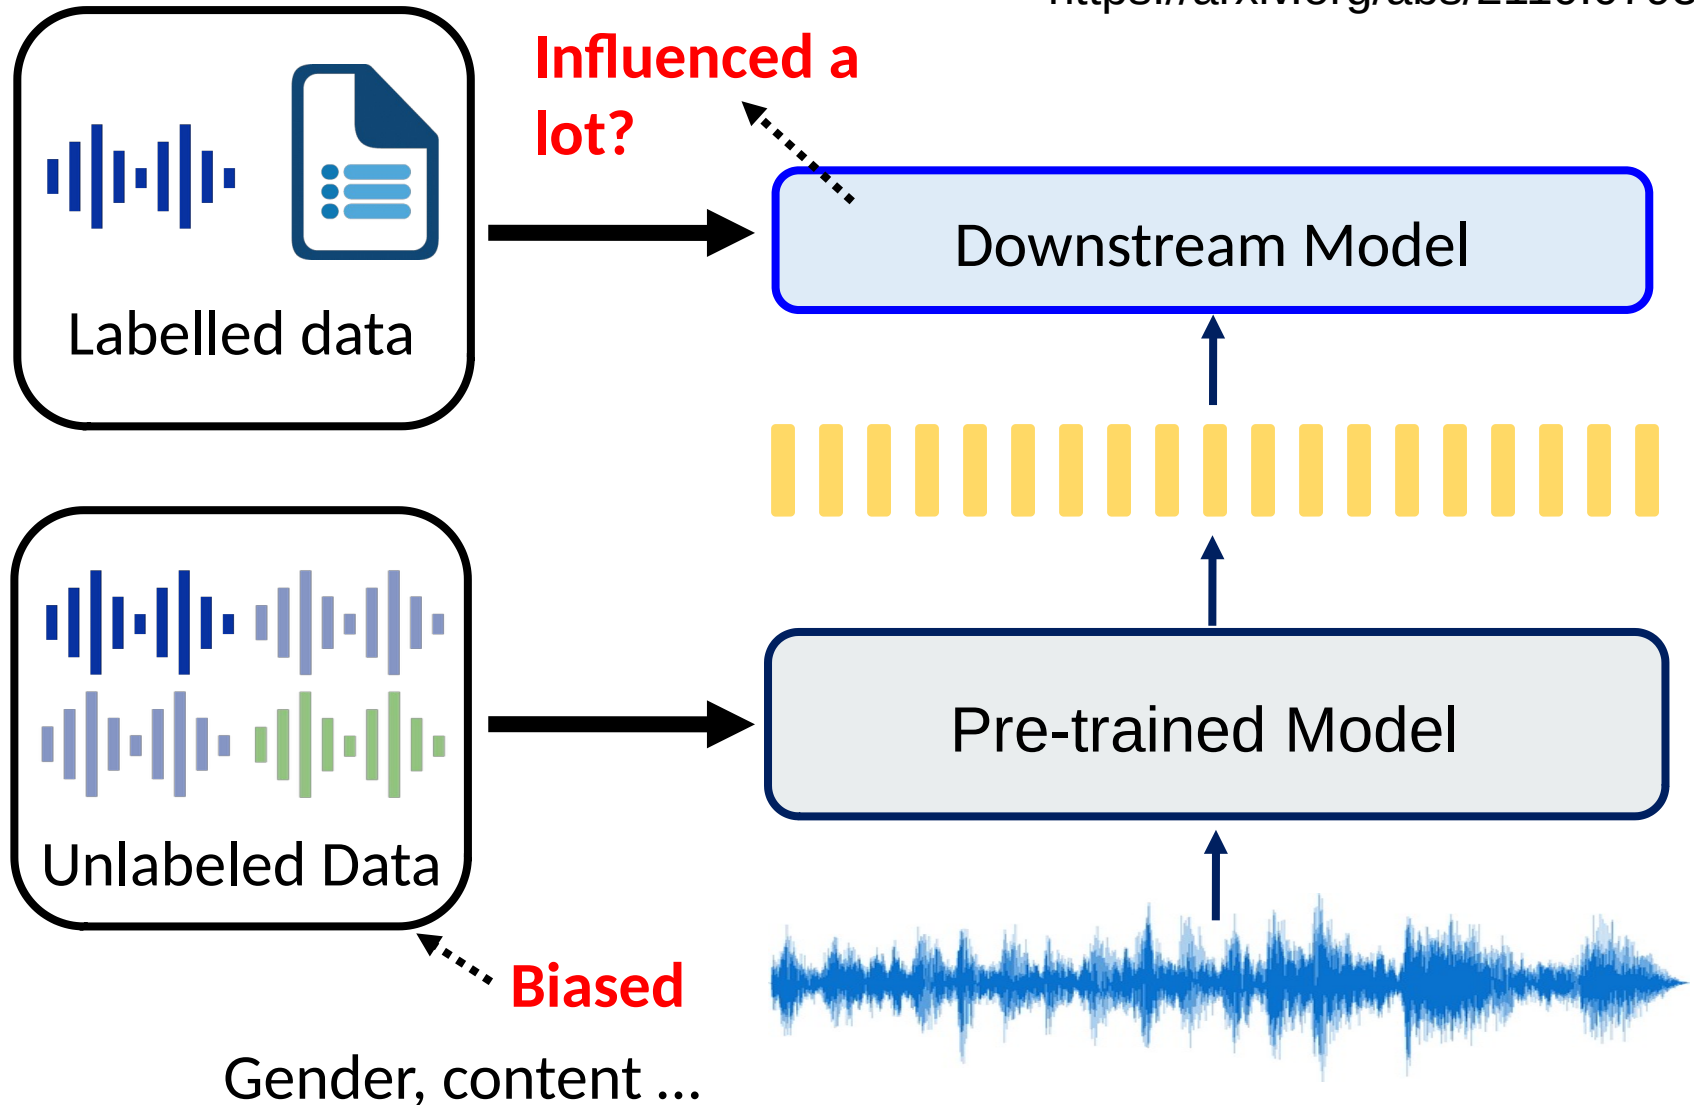 Influenced a
lot?
Labelled data
Downstream Model
Unlabeled Data
Pre-trained Model
Biased
Gender, content ...